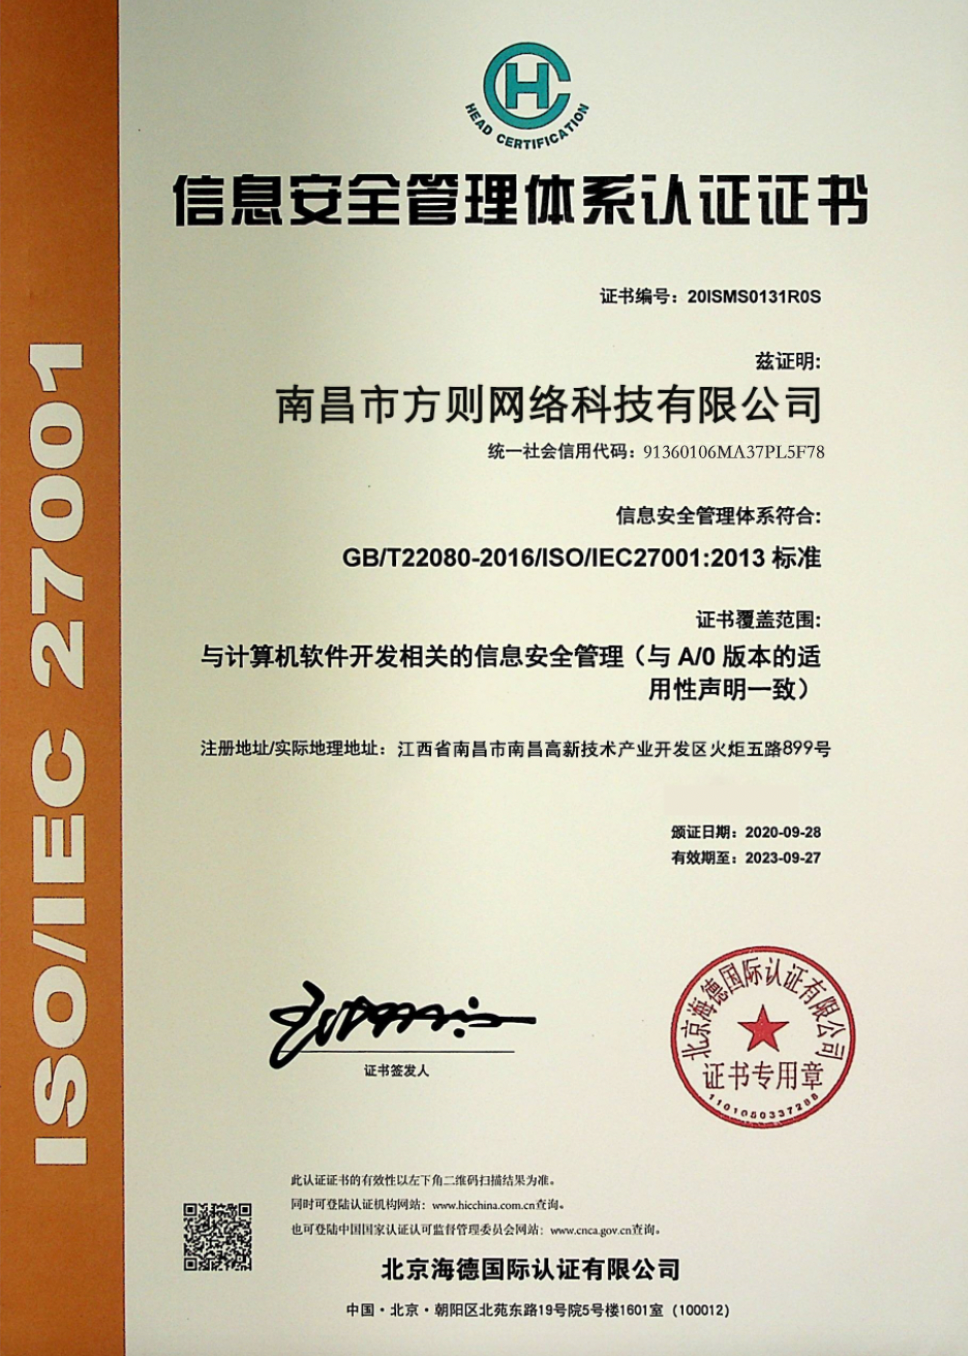 HEAD CERTIFICATION
信息安全管理体系认证证书
证书编号：20ISMS0131R0S
兹证明:
南昌市方则网络科技有限公司
统一社会信用代码：91360106MA37PL5F78
信息安全管理体系符合:
GB/T22080-2016/ISO/IEC27001:2013 标准
证书覆盖范围:
与计算机软件开发相关的信息安全管理（与 A/0 版本的适
用性声明一致）
注册地址/实际地理地址：江西省南昌市南昌高新技术产业开发区火炬五路899号
颁证日期：2020-09-28
有效期至：2023-09-27
ISO/IEC 27001
证书签发人
北京海德国际认证有限公司
证书专用章
1101080337288
此认证证书的有效性以左下角二维码扫描结果为准。
同时可登陆认证机构网站：www.hicchina.com.cn查询。
也可登陆中国国家认证认可监督管理委员会网站：www.cnca.gov.cn查询。
北京海德国际认证有限公司
中国·北京·朝阳区北苑东路19号院5号楼1601室（100012）